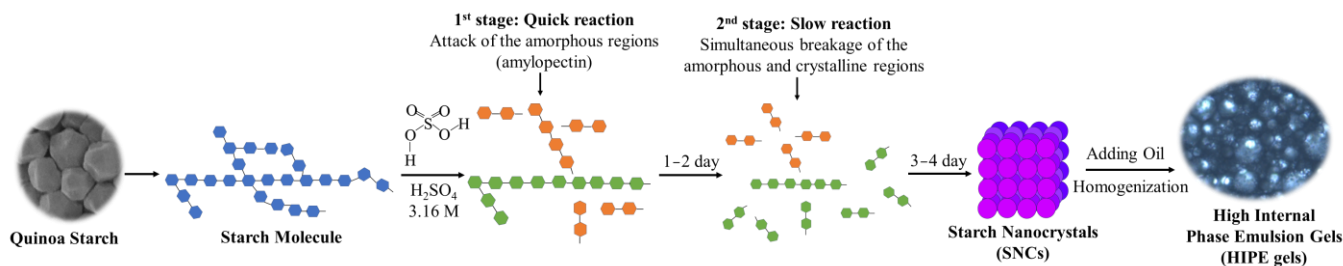 Quinoa Starch
Starch Molecule
1st stage: Quick reaction
Attack of the amorphous regions
(amylopectin)
O
O
S
O
H
O
H
H2SO4
3.16 M
1-2 day
2nd stage: Slow reaction
Simultaneous breakage of the
amorphous and crystalline regions
3-4 day
Starch Nanocrystals
(SNCs)
Adding Oil
Homogenization
High Internal
Phase Emulsion Gels
(HIPE gels)